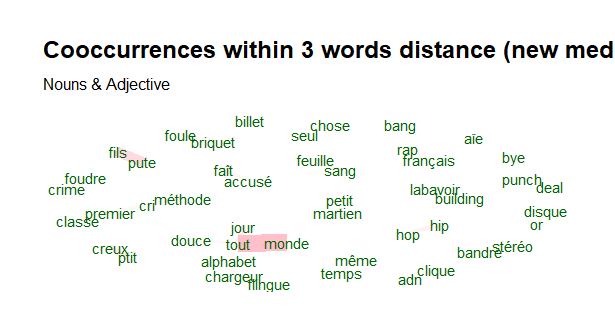 Cooccurrences within 3 words distance (new med
Nouns & Adjective
billet
chose
bang
foule
seul
briquet
aïe
rap
fils
français
bye
pute
feuille
faît
sang
foudre
accusé
punch
crime
labavoir
deal
méthode
building
petit
cri
premier
martien
disque
classe
jour
hip
or
hop
douce
tout
monde
stéréo
creux
bandre
ptit
alphabet
même
clique
chargeur
temps
adn
flingue